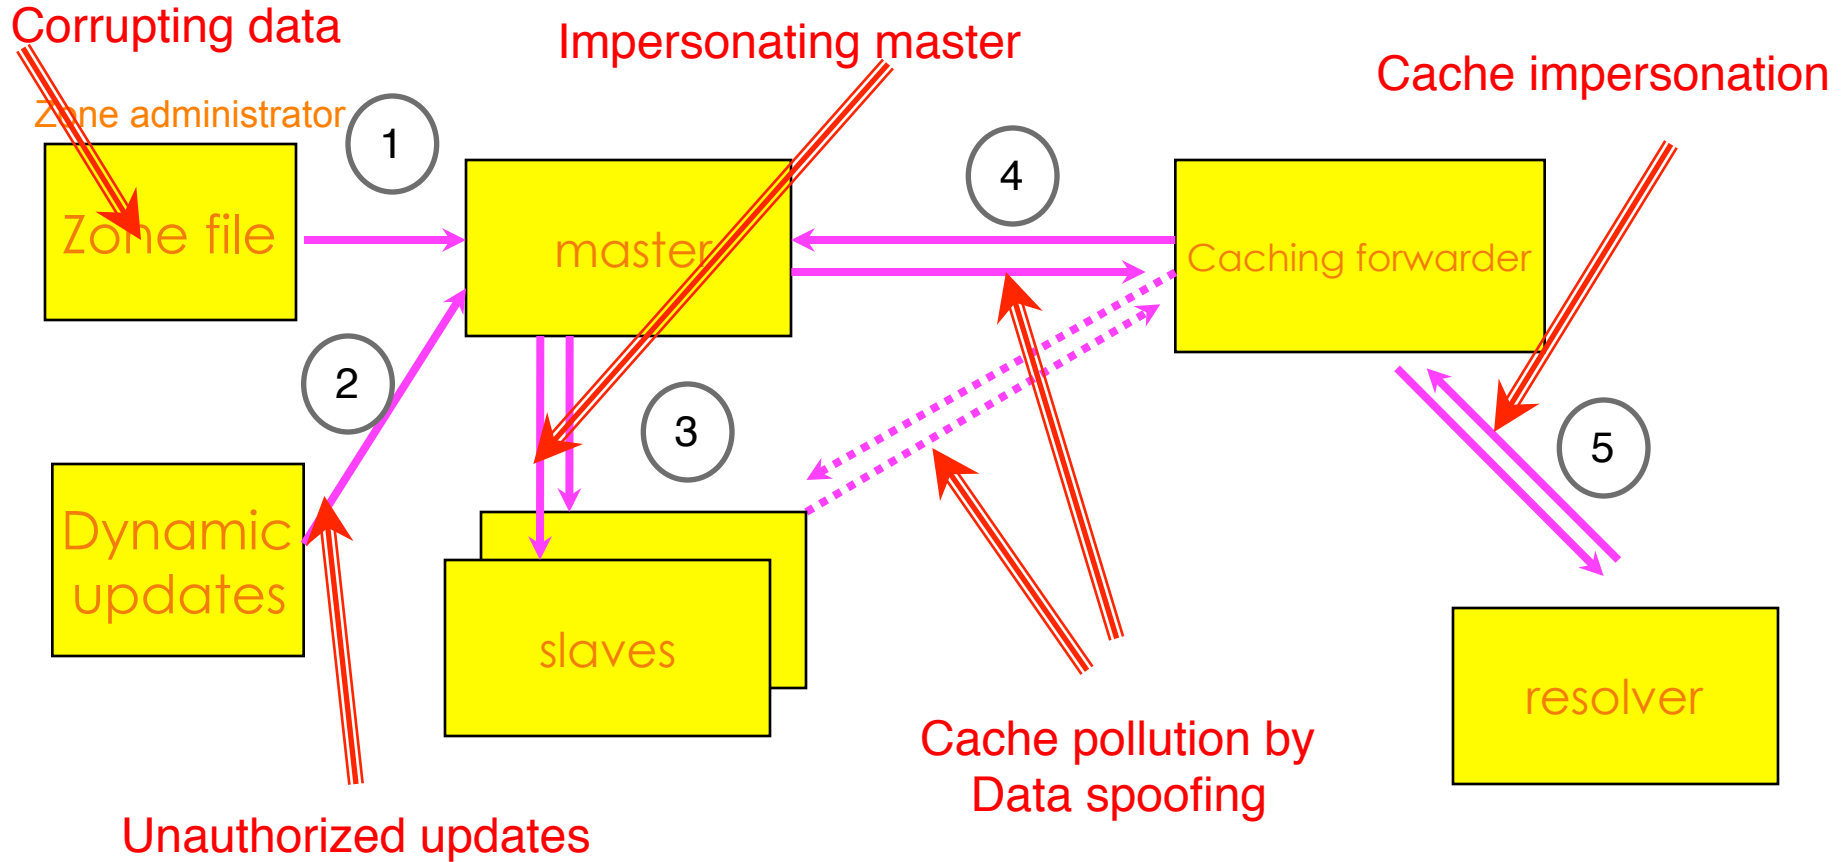 Corrupting data
Impersonating master
Cache impersonation
Zone administrator
1
4
Zone file
master
Caching forwarder
2
3
5
Dynamic
updates
slaves
resolver
Cache pollution by
Data spoofing
Unauthorized updates